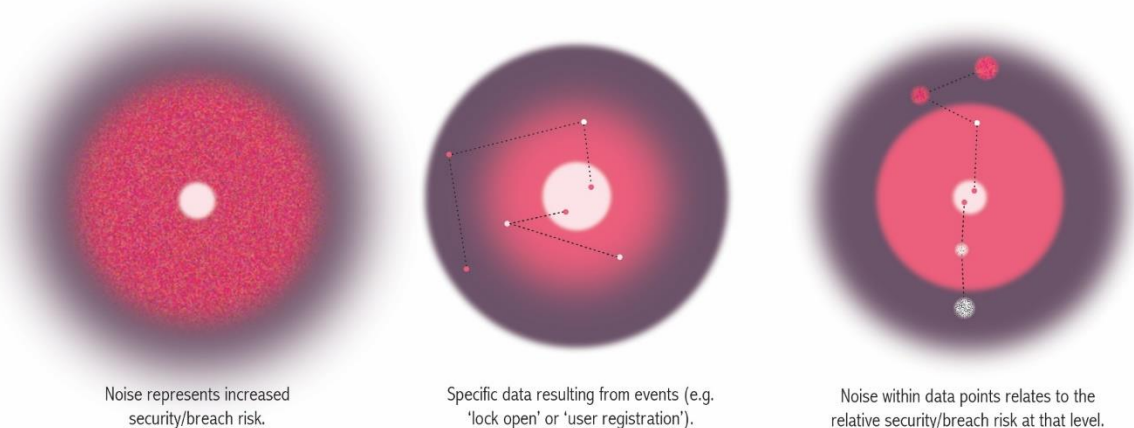 Noise represents increased
security/breach risk.
Specific data resulting from events (e.g.
‘lock open’ or ‘user registration’).
Noise within data points relates to the
relative security/breach risk at that level.